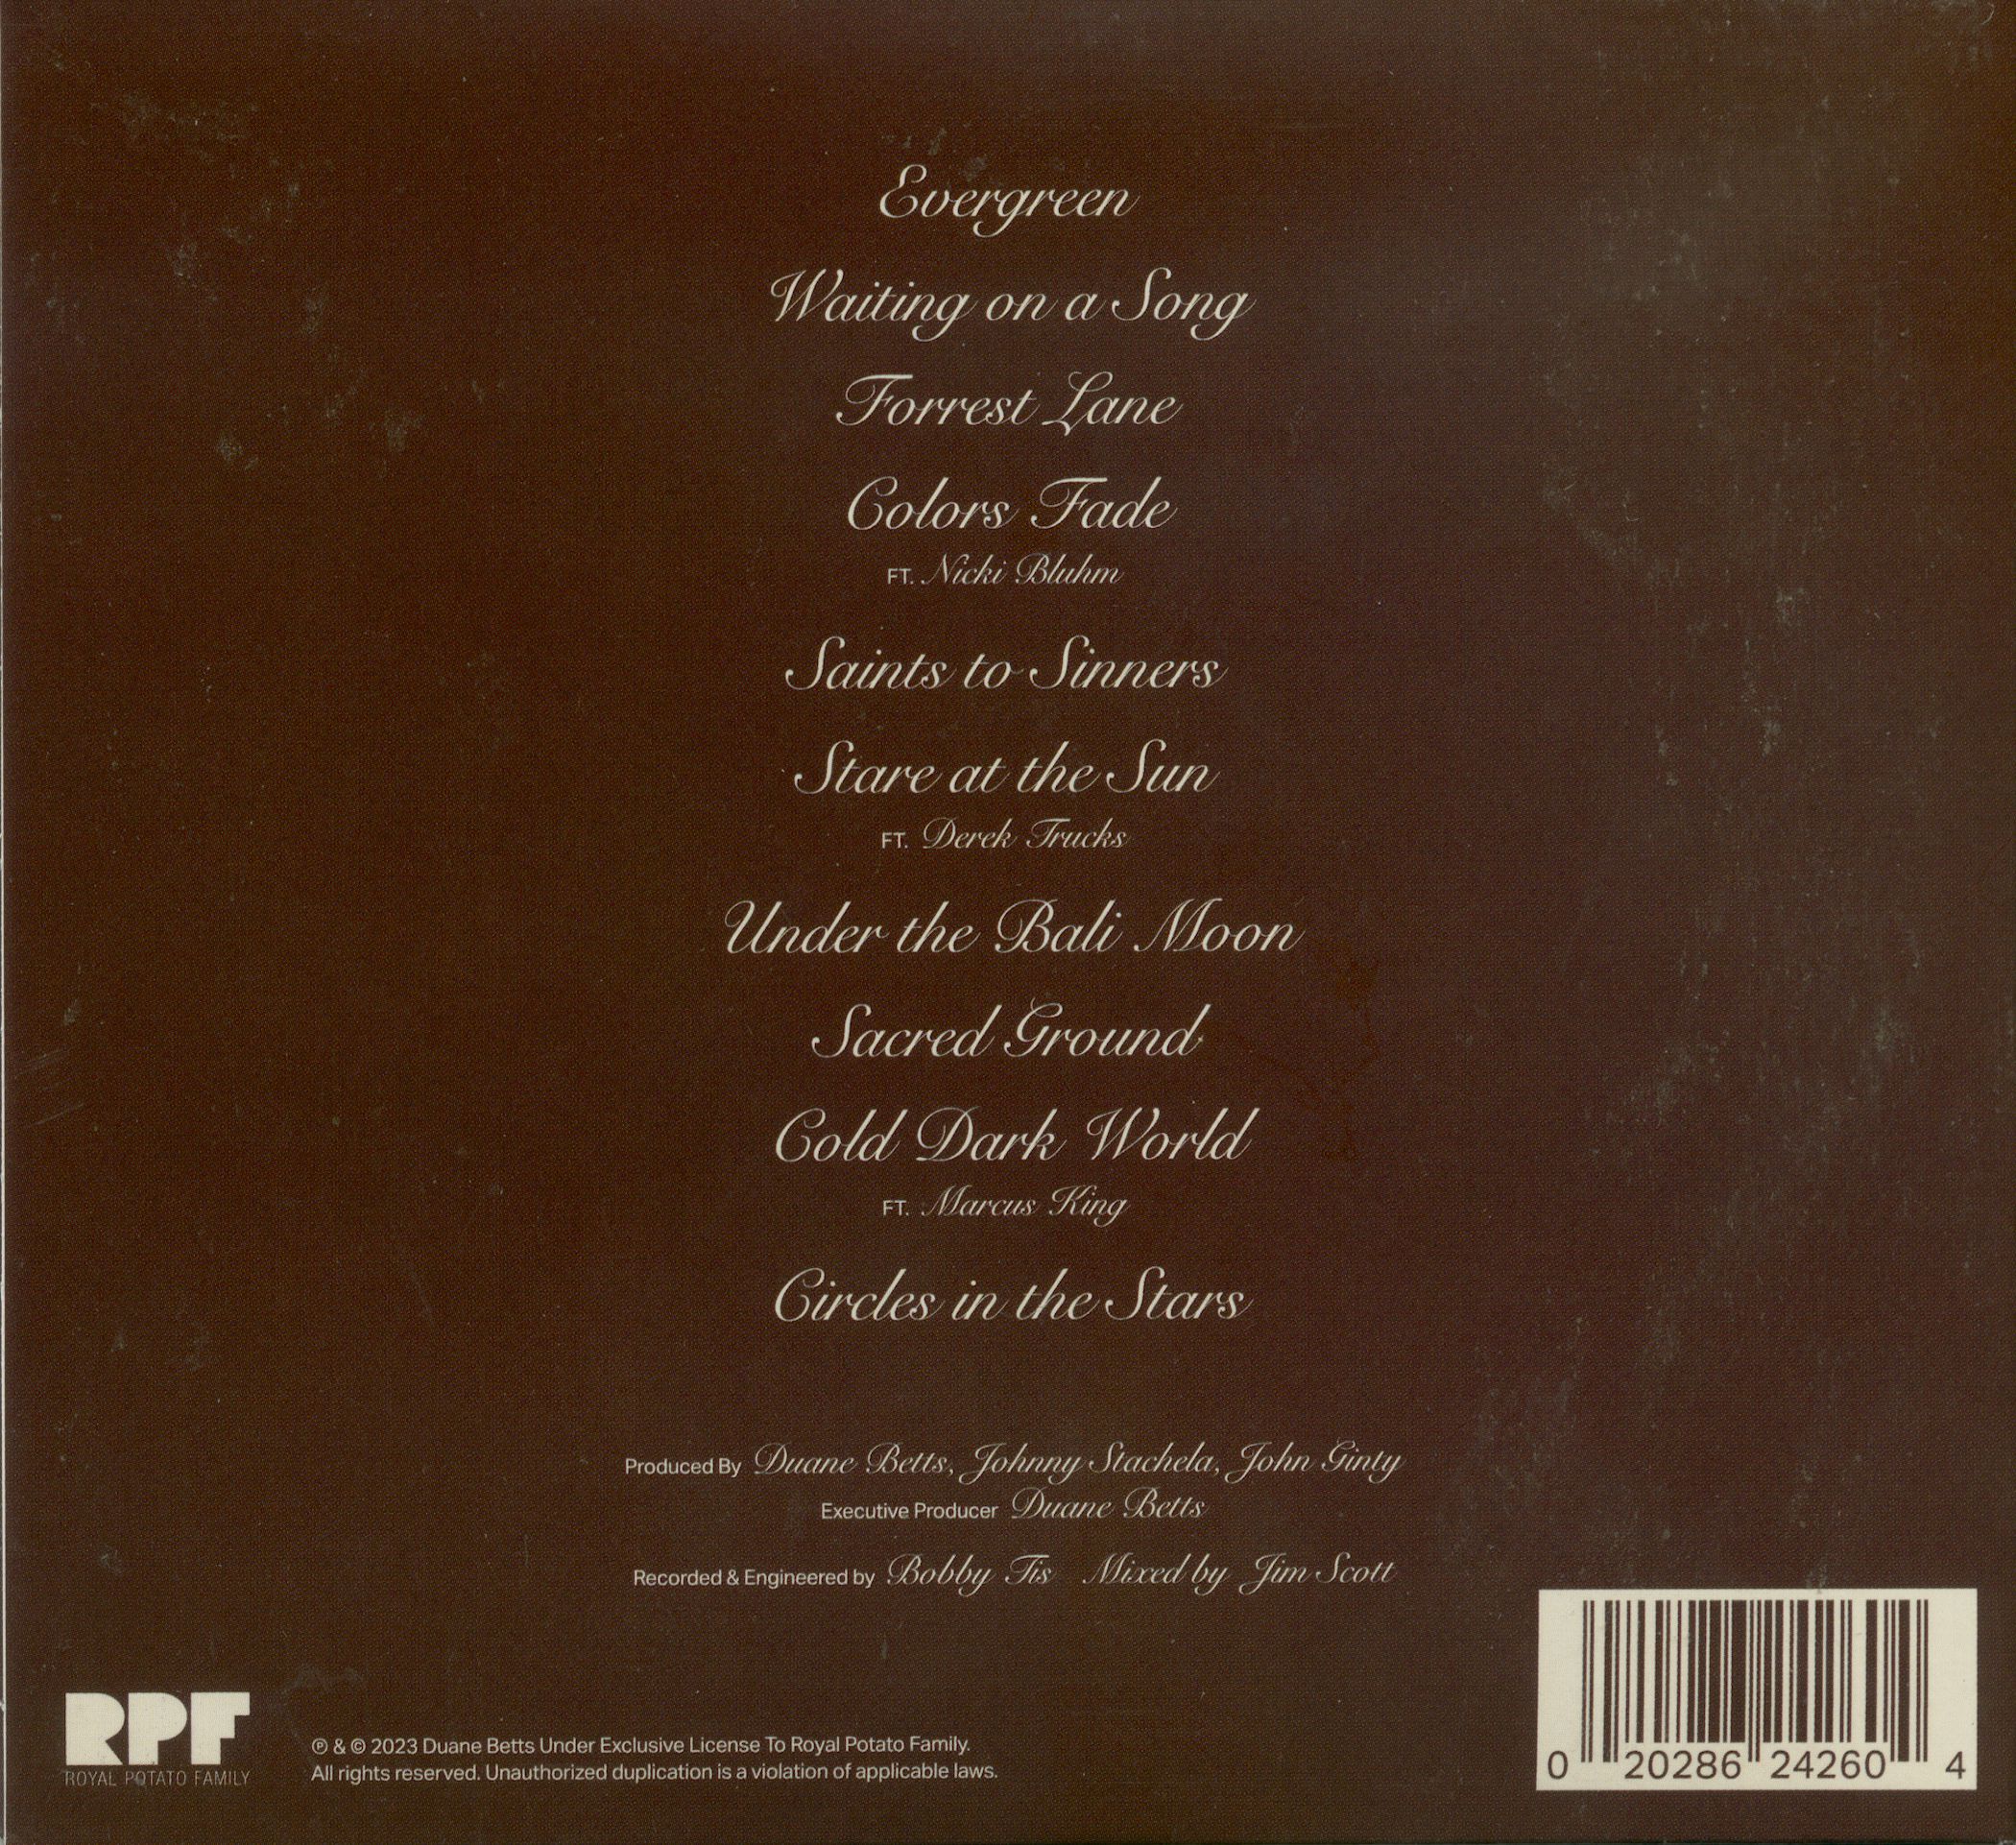 Evergreen
Waiting on a Song
Forrest Lane
Colors Fade
FT. Nicki Bluhm
Saints to Sinners
Stare at the Sun
FT. Derek Trucks
Under the Bali Moon
Sacred Ground
Cold Dark World
FT. Marcus King
Circles in the Stars
Produced By Duane Betts, Johnny Stachela, John Ginty
Executive Producer Duane Betts
Recorded & Engineered by Bobby Tis Mixed by Jim Scott
RPF
ROYAL POTATO FAMILY
℗ & © 2023 Duane Betts Under Exclusive License To Royal Potato Family.
All rights reserved. Unauthorized duplication is a violation of applicable laws.
0 20286 24260 4